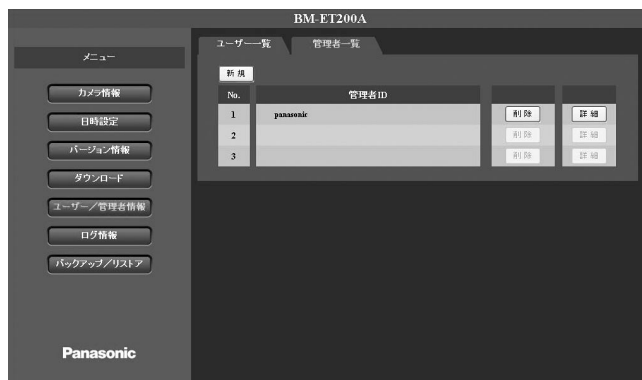 BM-ET200A
メニュー
カメラ情報
日時設定
バージョン情報
ダウンロード
ユーザー／管理者情報
ログ情報
バックアップ／リストア
Panasonic
ユーザー一覧 管理者一覧
新規
No. 管理者ID
1 panasonic 削除 詳細
2 削除 詳細
3 削除 詳細